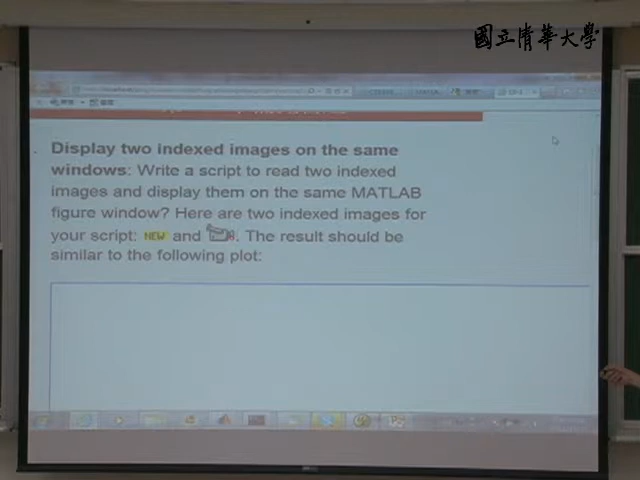 國立清華大學
Display two indexed images on the same
windows: Write a script to read two indexed
images and display them on the same MATLAB
figure window? Here are two indexed images for
your script: NEW and . The result should be
similar to the following plot: